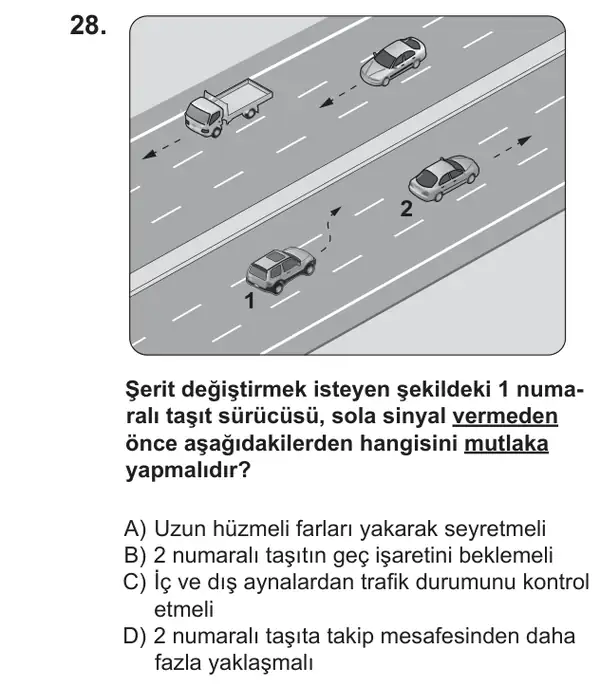 28.
2
1
Şerit değiştirmek isteyen şekildeki 1 numa-
ralı taşıt sürücüsü, sola sinyal vermeden
önce aşağıdakilerden hangisini mutlaka
yapmalıdır?
A) Uzun hüzmeli farları yakarak seyretmeli
B) 2 numaralı taşıtın geç işaretini beklemeli
C) İç ve dış aynalardan trafik durumunu kontrol
etmeli
D) 2 numaralı taşıta takip mesafesinden daha
fazla yaklaşmalı